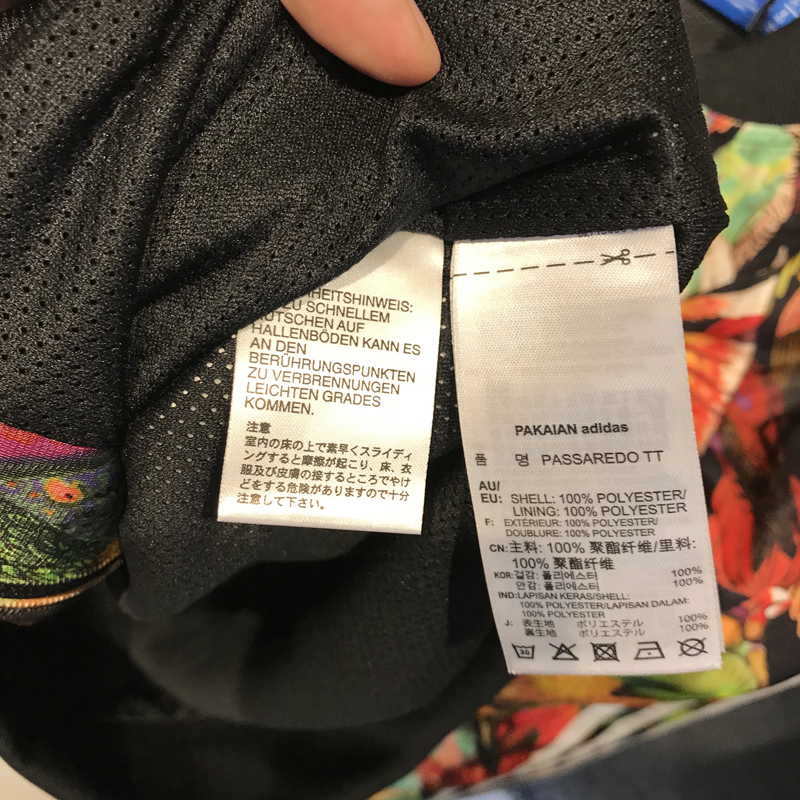 HEITSHINWEIS:
ZU SCHNELLEM
RUTSCHEN AUF
HALLENBÖDEN KANN ES
AN DEN
BERÜHRUNGSPUNKTEN
ZU VERBRENNUNGEN
LEICHTEN GRADES
KOMMEN.
注意
室内の床の上で素早くスライディ
ングすると摩擦が起こり、床、衣
服及び皮膚の接するところでやけ
どをする危険がありますので十分
注意して下さい。
PAKAIAN adidas
품 명 PASSAREDO TT
AU/
EU: SHELL: 100% POLYESTER/
LINING: 100% POLYESTER
F: EXTÉRIEUR: 100% POLYESTER/
DOUBLURE: 100% POLYESTER
CN: 主料: 100% 聚酯纤维/里料:
100% 聚酯纤维
KOR: 겉감: 폴리에스터 100%
안감: 폴리에스터 100%
IND: LAPISAN KERAS/SHELL:
100% POLYESTER/LAPISAN DALAM:
100% POLYESTER
J: 表生地 ポリエステル 100%
裏生地 ポリエステル 100%
30